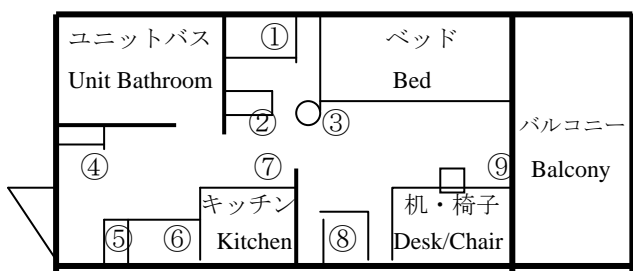 ユニットバス
Unit Bathroom
①
②
③
ベッド
Bed
バルコニー
Balcony
④
⑤
⑥
⑦
キッチン
Kitchen
⑧
⑨
机・椅子
Desk/Chair